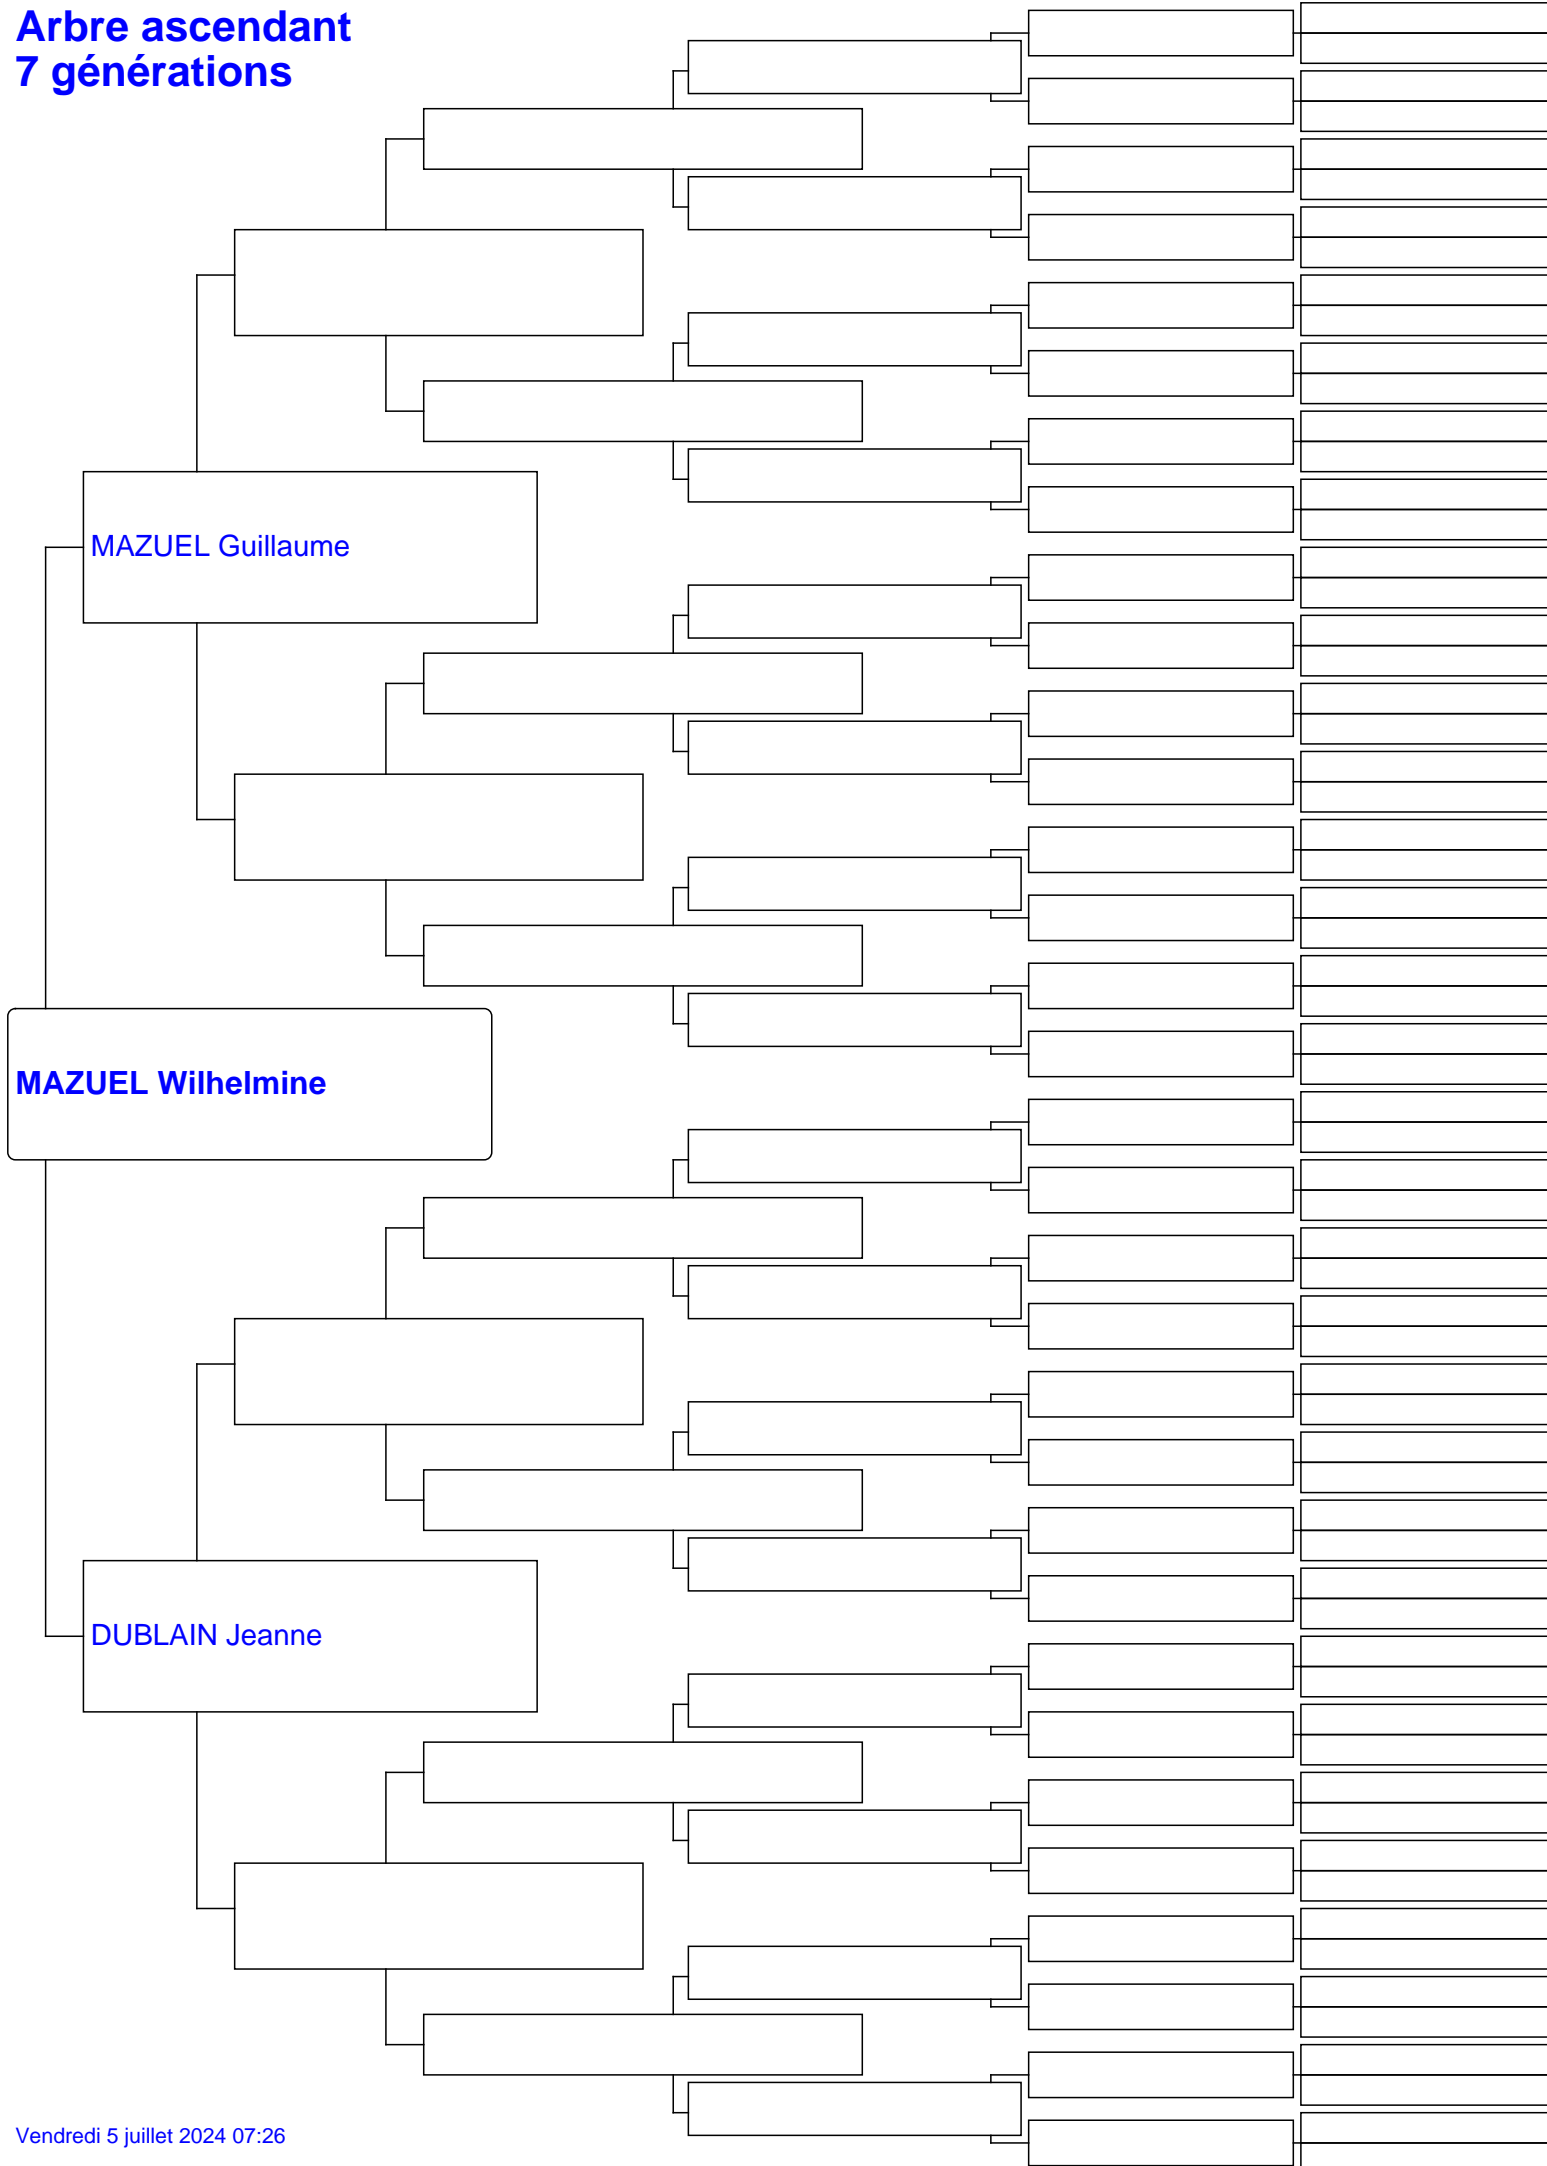 Arbre ascendant
7 générations
MAZUEL Guillaume
MAZUEL Wilhelmine
DUBLAIN Jeanne
Vendredi 5 juillet 2024 07:26